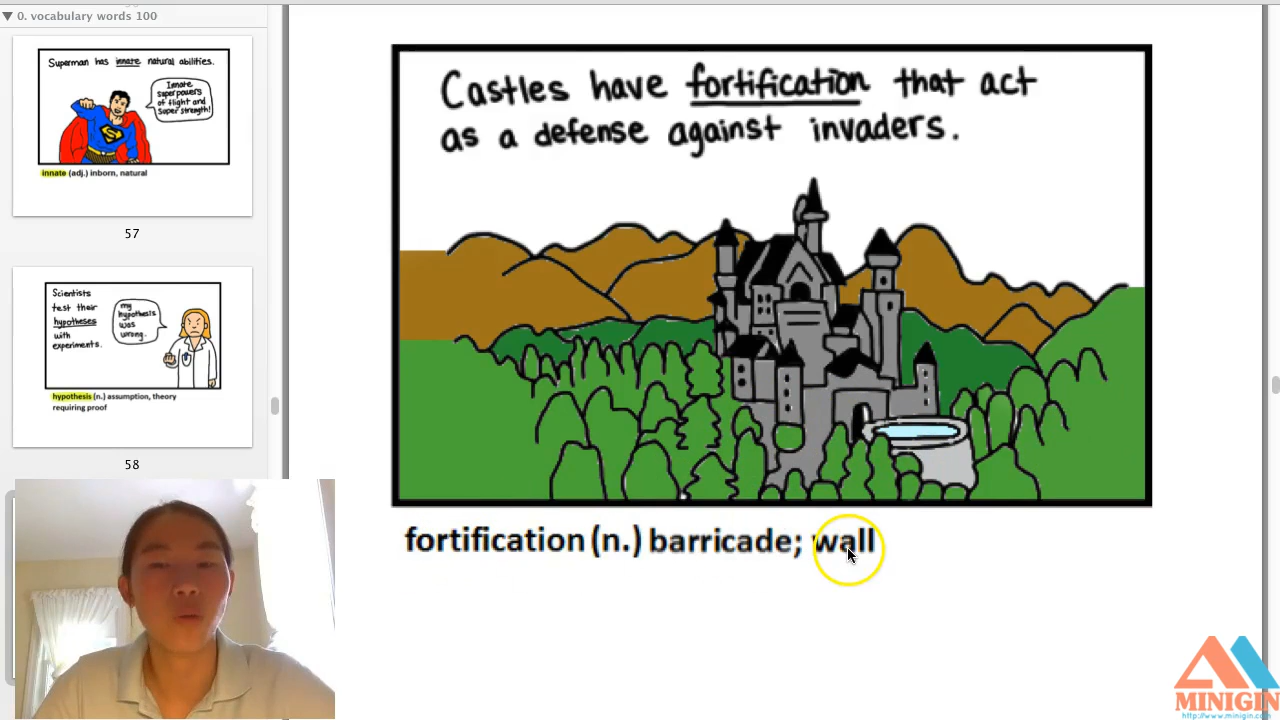 0. vocabulary words 100
Superman has innate natural abilities.
Innate
superpowers
of flight and
super strength!
innate (adj.) inborn, natural
57
Scientists
test their
hypotheses
with
experiments.
my
hypothesis
was
wrong.
hypothesis (n.) assumption, theory
requiring proof
58
Castles have fortification that act
as a defense against invaders.
fortification (n.) barricade; wall
MINIGIN